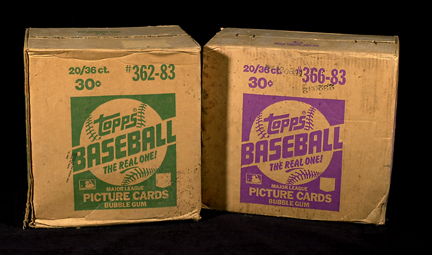 20/36 ct. #362-83
30¢
topps
BASEBALL
THE REAL ONE!
MAJOR LEAGUE
PICTURE CARDS
BUBBLE GUM
20/36 ct. #366-83
30¢
topps
BASEBALL
THE REAL ONE!
MAJOR LEAGUE
PICTURE CARDS
BUBBLE GUM